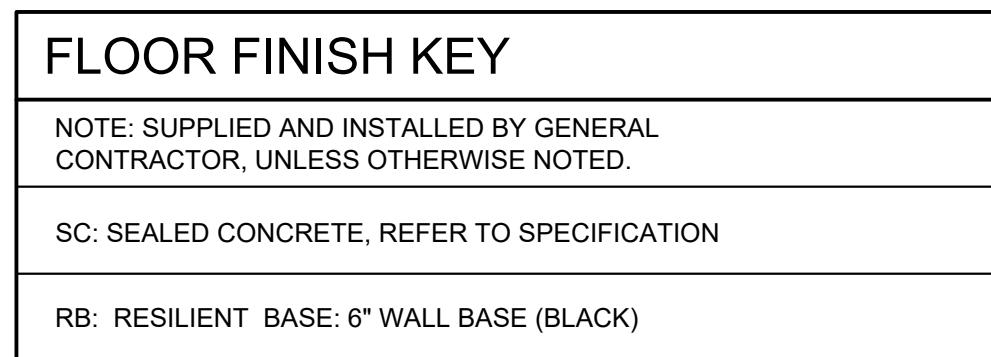 FLOOR FINISH KEY
NOTE: SUPPLIED AND INSTALLED BY GENERAL
CONTRACTOR, UNLESS OTHERWISE NOTED.
SC: SEALED CONCRETE, REFER TO SPECIFICATION
RB: RESILIENT BASE: 6" WALL BASE (BLACK)